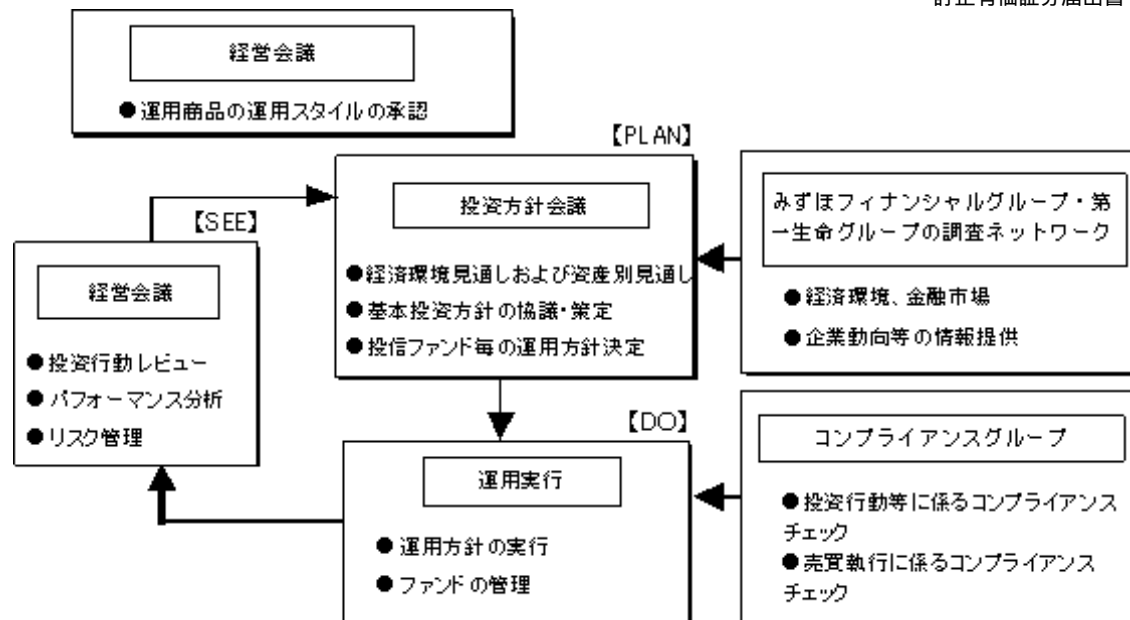 訂正有価証券届出書
経営会議
●運用商品の運用スタイルの承認
【PLAN】
投資方針会議
●経済環境見通しおよび資産別見通し
●基本投資方針の協議・策定
●投信ファンド毎の運用方針決定
みずほフィナンシャルグループ・第
一生命グループの調査ネットワーク
●経済環境、金融市場
●企業動向等の情報提供
【SEE】
経営会議
●投資行動レビュー
●パフォーマンス分析
●リスク管理
【DO】
運用実行
●運用方針の実行
●ファンドの管理
コンプライアンスグループ
●投資行動等に係るコンプライアンス
チェック
●売買執行に係るコンプライアンス
チェック